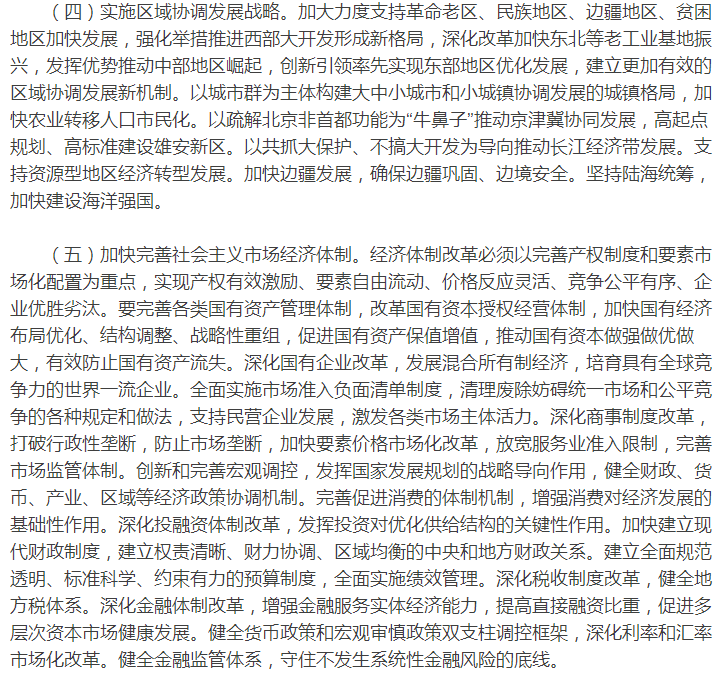 （四）实施区域协调发展战略。加大力度支持革命老区、民族地区、边疆地区、贫困
地区加快发展，强化举措推进西部大开发形成新格局，深化改革加快东北等老工业基地振
兴，发挥优势推动中部地区崛起，创新引领率先实现东部地区优化发展，建立更加有效的
区域协调发展新机制。以城市群为主体构建大中小城市和小城镇协调发展的城镇格局，加
快农业转移人口市民化。以疏解北京非首都功能为“牛鼻子”推动京津冀协同发展，高起点
规划、高标准建设雄安新区。以共抓大保护、不搞大开发为导向推动长江经济带发展。支
持资源型地区经济转型发展。加快边疆发展，确保边疆巩固、边境安全。坚持陆海统筹，
加快建设海洋强国。
（五）加快完善社会主义市场经济体制。经济体制改革必须以完善产权制度和要素市
场化配置为重点，实现产权有效激励、要素自由流动、价格反应灵活、竞争公平有序、企
业优胜劣汰。要完善各类国有资产管理体制，改革国有资本授权经营体制，加快国有经济
布局优化、结构调整、战略性重组，促进国有资产保值增值，推动国有资本做强做优做
大，有效防止国有资产流失。深化国有企业改革，发展混合所有制经济，培育具有全球竞
争力的世界一流企业。全面实施市场准入负面清单制度，清理废除妨碍统一市场和公平竞
争的各种规定和做法，支持民营企业发展，激发各类市场主体活力。深化商事制度改革，
打破行政性垄断，防止市场垄断，加快要素价格市场化改革，放宽服务业准入限制，完善
市场监管体制。创新和完善宏观调控，发挥国家发展规划的战略导向作用，健全财政、货
币、产业、区域等经济政策协调机制。完善促进消费的体制机制，增强消费对经济发展的
基础性作用。深化投融资体制改革，发挥投资对优化供给结构的关键性作用。加快建立现
代财政制度，建立权责清晰、财力协调、区域均衡的中央和地方财政关系。建立全面规范
透明、标准科学、约束有力的预算制度，全面实施绩效管理。深化税收制度改革，健全地
方税体系。深化金融体制改革，增强金融服务实体经济能力，提高直接融资比重，促进多
层次资本市场健康发展。健全货币政策和宏观审慎政策双支柱调控框架，深化利率和汇率
市场化改革。健全金融监管体系，守住不发生系统性金融风险的底线。